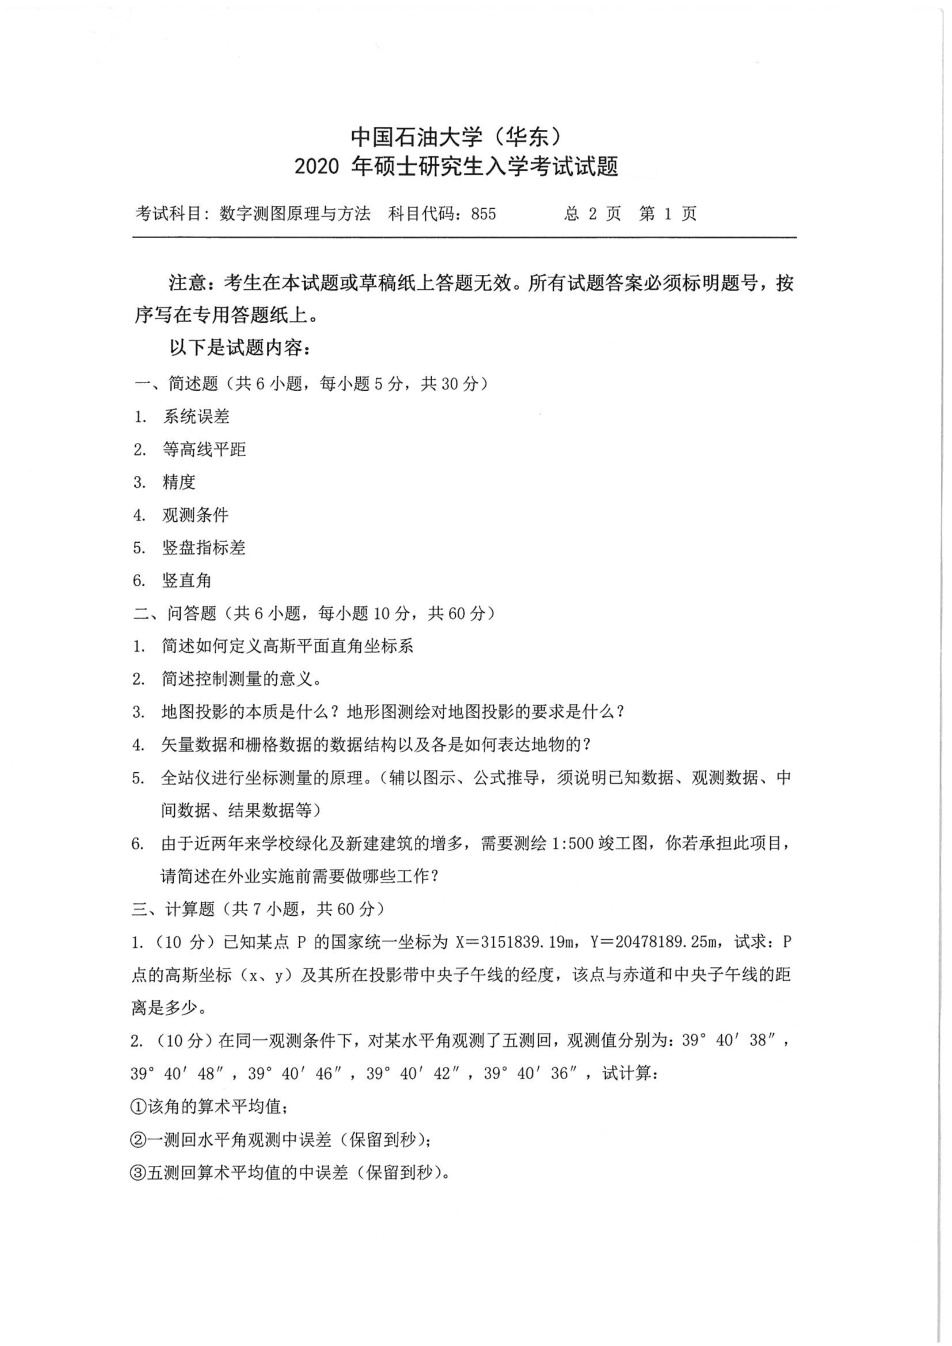 中国石油大学（华东）
2020 年硕士研究生入学考试试题
考试科目：数字测图原理与方法 科目代码：855 总 2 页 第 1 页
注意：考生在本试题或草稿纸上答题无效。所有试题答案必须标明题号，按
序写在专用答题纸上。
以下是试题内容：
一、简述题（共 6 小题，每小题 5 分，共 30 分）
1. 系统误差
2. 等高线平距
3. 精度
4. 观测条件
5. 竖盘指标差
6. 竖直角
二、问答题（共 6 小题，每小题 10 分，共 60 分）
1. 简述如何定义高斯平面直角坐标系
2. 简述控制测量的意义。
3. 地图投影的本质是什么？地形图测绘对地图投影的要求是什么？
4. 矢量数据和栅格数据的数据结构以及各是如何表达地物的？
5. 全站仪进行坐标测量的原理。（辅以图示、公式推导，须说明已知数据、观测数据、中
间数据、结果数据等）
6. 由于近两年来学校绿化及新建建筑的增多，需要测绘 1:500 竣工图，你若承担此项目，
请简述在外业实施前需要做哪些工作？
三、计算题（共 7 小题，共 60 分）
1.（10 分）已知某点 P 的国家统一坐标为 X＝3151839.19m，Y＝20478189.25m，试求：P
点的高斯坐标（x、y）及其所在投影带中央子午线的经度，该点与赤道和中央子午线的距
离是多少。
2.（10 分）在同一观测条件下，对某水平角观测了五测回，观测值分别为：39° 40′ 38″，
39° 40′ 48″，39° 40′ 46″，39° 40′ 42″，39° 40′ 36″，试计算：
①该角的算术平均值；
②一测回水平角观测中误差（保留到秒）；
③五测回算术平均值的中误差（保留到秒）。